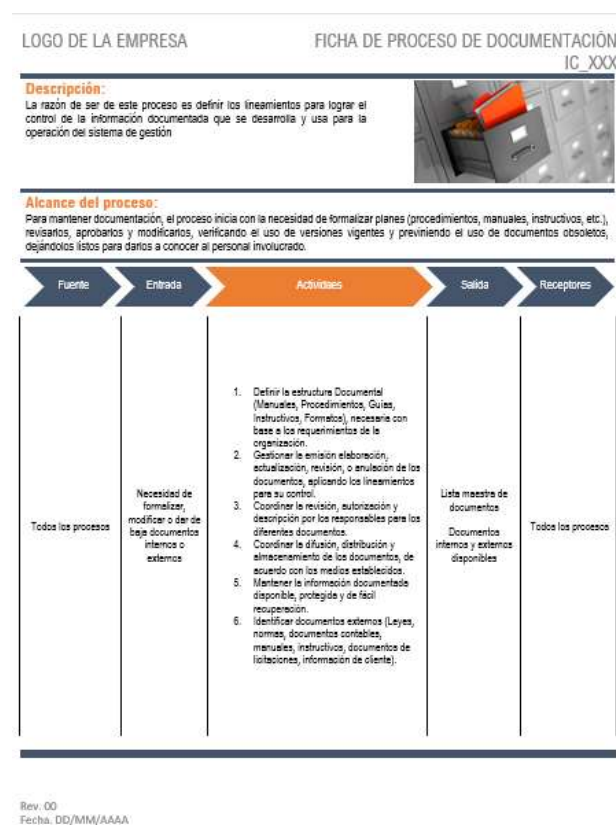 LOGO DE LA EMPRESA
FICHA DE PROCESO DE DOCUMENTACIÓN
IC_XXX
Descripción:
La razón de ser de este proceso es definir los lineamientos para lograr el
control de la información documentada que se desarrolla y usa para la
operación del sistema de gestión
Alcance del proceso:
Para mantener documentación, el proceso inicia con la necesidad de formalizar planes (procedimientos, manuales, instructivos, etc.),
revisarlos, aprobarlos y modificarlos, verificando el uso de versiones vigentes y previniendo el uso de documentos obsoletos,
dejándolos listos para darlos a conocer al personal involucrado.
Fuente
Entrada
Actividaes
Salida
Receptores
Todos los procesos
Necesidad de
formalizar,
modificar o dar de
baja documentos
internos o
externos
1. Definir la estructura Documental
(Manuales, Procedimientos, Guías,
Instructivos, Formatos), necesaria con
base a los requerimientos de la
organización.
2. Gestionar la emisión elaboración,
actualización, revisión, o anulación de los
documentos, aplicando los lineamientos
para su control.
3. Coordinar la revisión, autorización y
descripción por los responsables para los
diferentes documentos.
4. Coordinar la difusión, distribución y
almacenamiento de los documentos, de
acuerdo con los medios establecidos.
5. Mantener la información documentada
disponible, protegida y de fácil
recuperación.
6. Identificar documentos externos (Leyes,
normas, documentos contables,
manuales, instructivos, documentos de
licitaciones, información de cliente).
Lista maestra de
documentos
Documentos
internos y externos
disponibles
Todos los procesos
Rev. 00
Fecha. DD/MM/AAAA